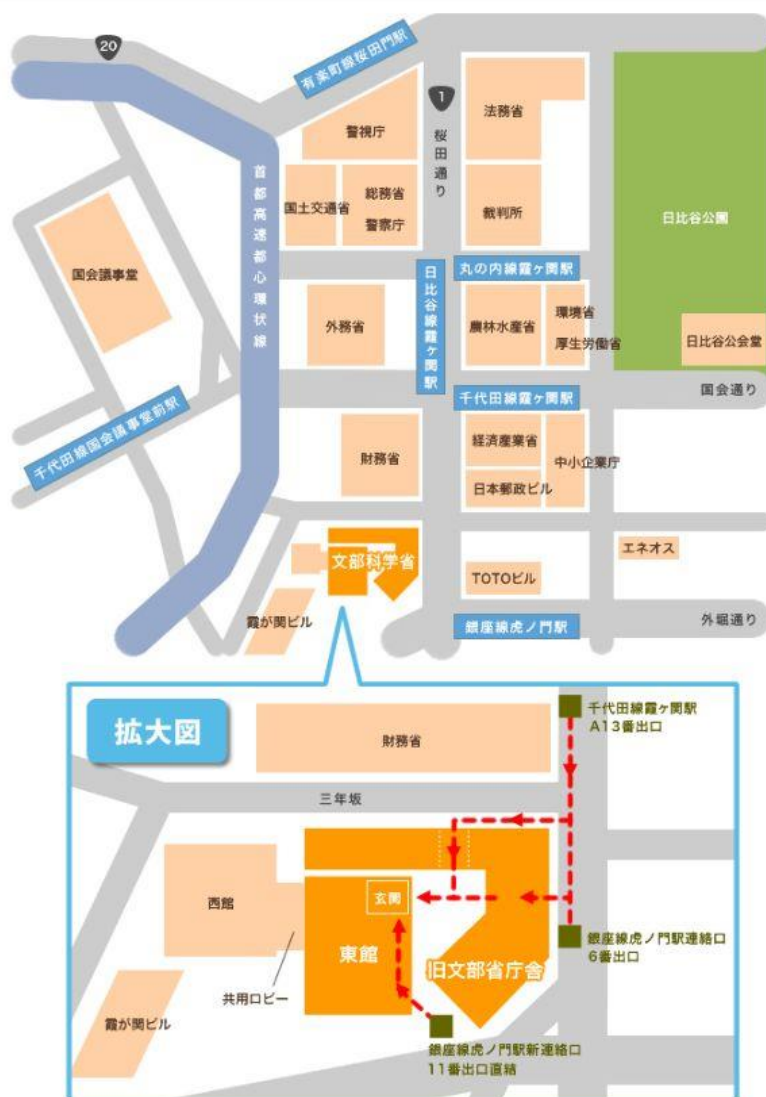 20
有楽町線桜田門駅
1
桜田通り
法務省
警視庁
首都高速都心環状線
国土交通省
総務省
警察庁
裁判所
日比谷公園
国会議事堂
丸の内線霞ヶ関駅
日比谷線霞ヶ関駅
外務省
農林水産省
環境省
厚生労働省
日比谷公会堂
千代田線国会議事堂前駅
千代田線霞ヶ関駅
国会通り
財務省
経済産業省
中小企業庁
日本郵政ビル
文部科学省
エネオス
TOTOビル
霞が関ビル
銀座線虎ノ門駅
外堀通り
拡大図
財務省
千代田線霞ヶ関駅
A13番出口
三年坂
西館
玄関
東館
旧文部省庁舎
銀座線虎ノ門駅連絡口
6番出口
共用ロビー
霞が関ビル
銀座線虎ノ門駅新連絡口
11番出口直結